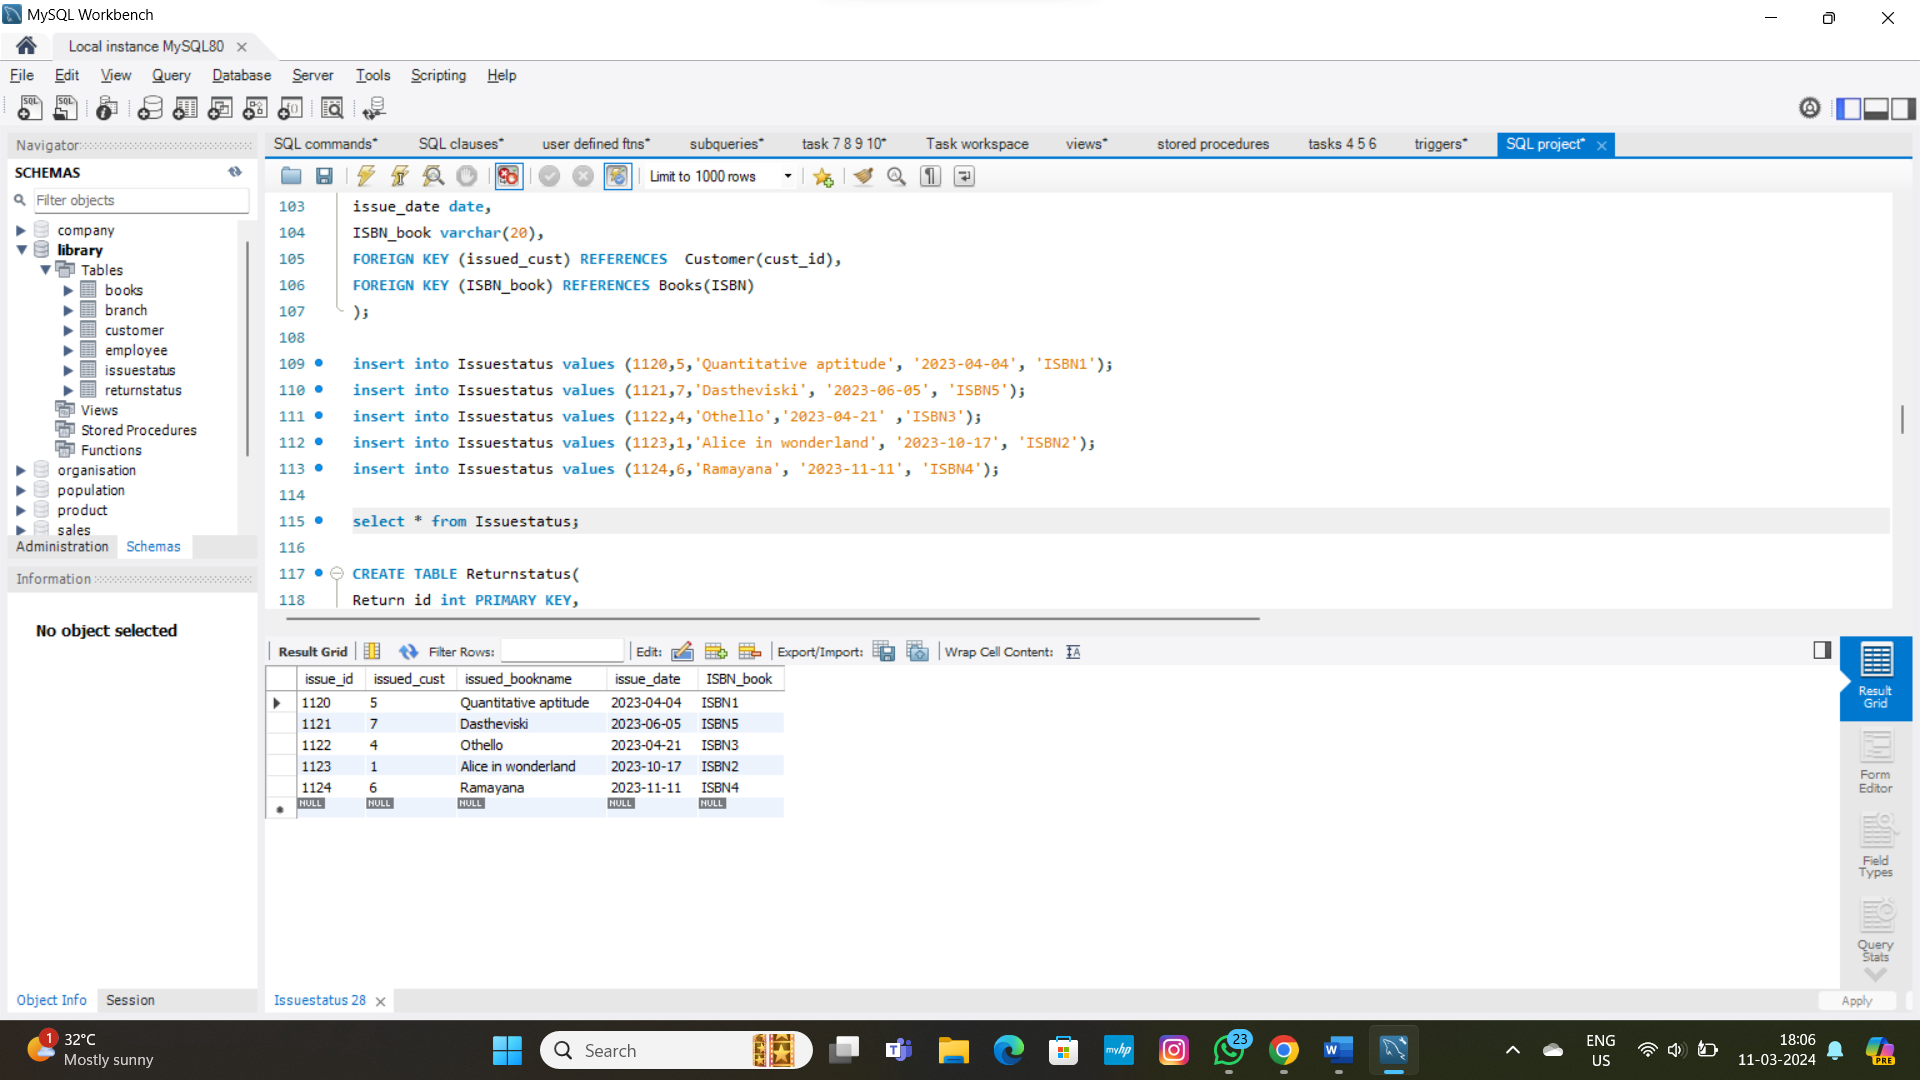 MySQL Workbench
Local instance MySQL80
File Edit View Query Database Server Tools Scripting Help
Navigator
SQL commands* SQL clauses* user defined ftns* subqueries* task 7 8 9 10* Task workspace views* stored procedures tasks 4 5 6 triggers* SQL project*
SCHEMAS
Limit to 1000 rows
Filter objects
company
library
Tables
books
branch
customer
employee
issuestatus
returnstatus
Views
Stored Procedures
Functions
organisation
population
product
sales
Administration Schemas
Information
No object selected
Object Info Session
103 issue_date date,
104 ISBN_book varchar(20),
105 FOREIGN KEY (issued_cust) REFERENCES  Customer(cust_id),
106 FOREIGN KEY (ISBN_book) REFERENCES Books(ISBN)
107 );
108
109 insert into Issuestatus values (1120,5,'Quantitative aptitude', '2023-04-04', 'ISBN1');
110 insert into Issuestatus values (1121,7,'Dastheviski', '2023-06-05', 'ISBN5');
111 insert into Issuestatus values (1122,4,'Othello','2023-04-21' ,'ISBN3');
112 insert into Issuestatus values (1123,1,'Alice in wonderland', '2023-10-17', 'ISBN2');
113 insert into Issuestatus values (1124,6,'Ramayana', '2023-11-11', 'ISBN4');
114
115 select * from Issuestatus;
116
117 CREATE TABLE Returnstatus(
118 Return id int PRIMARY KEY,
Result Grid Filter Rows: Edit: Export/Import: Wrap Cell Content:
issue_id issued_cust issued_bookname issue_date ISBN_book
1120 5 Quantitative aptitude 2023-04-04 ISBN1
1121 7 Dastheviski 2023-06-05 ISBN5
1122 4 Othello 2023-04-21 ISBN3
1123 1 Alice in wonderland 2023-10-17 ISBN2
1124 6 Ramayana 2023-11-11 ISBN4
NULL NULL NULL NULL NULL
Result
Grid
Form
Editor
Field
Types
Query
Stats
Issuestatus 28
Apply
1
32°C
Mostly sunny
Search
myhp
23
ENG
US
18:06
11-03-2024
PRE